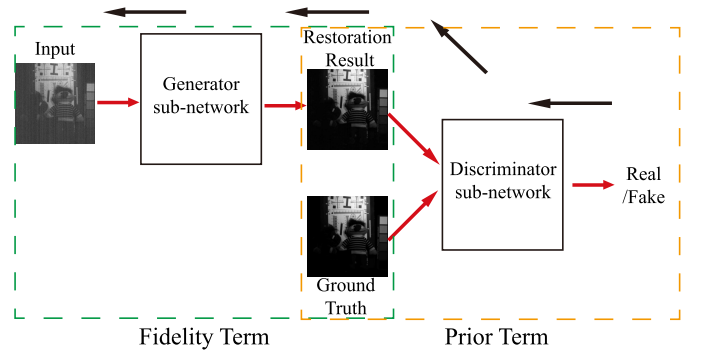 Input
Generator
sub-network
Restoration
Result
Ground
Truth
Discriminator
sub-network
Real
/Fake
Fidelity Term
Prior Term